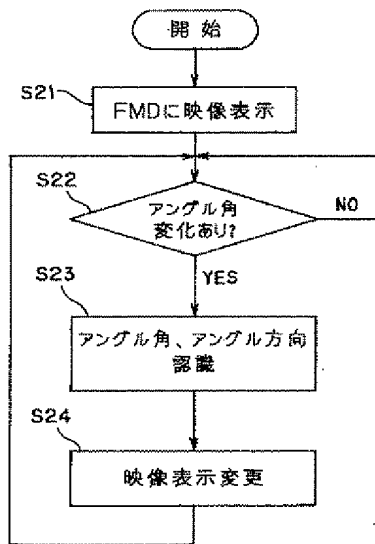 開始
S21
FMDに映像表示
S22
アングル角
変化あり?
NO
YES
S23
アングル角、アングル方向
認識
S24
映像表示変更